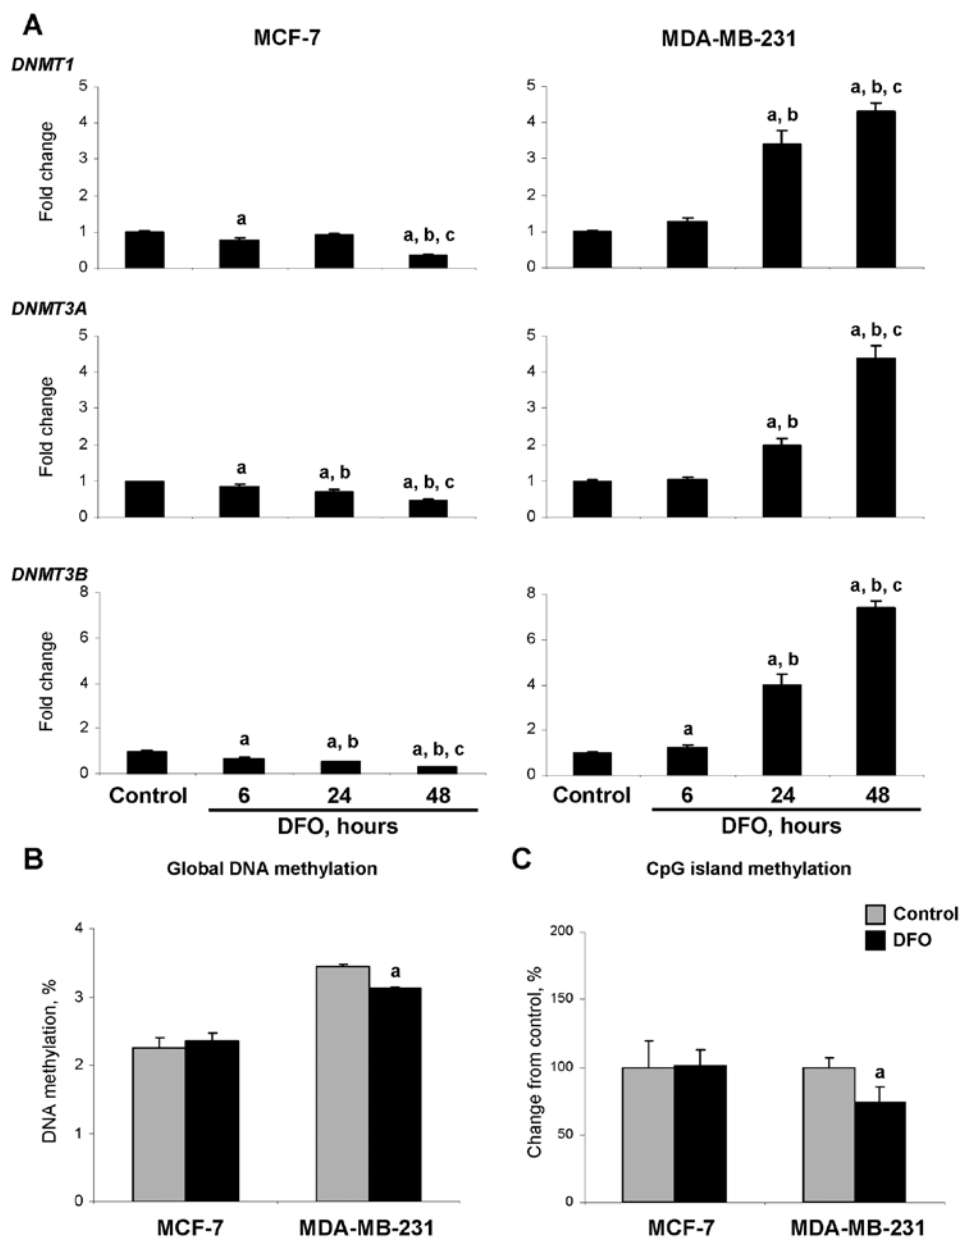 A
MCF-7
MDA-MB-231
DNMT1
5
4
3
2
1
0
Fold change
a
a, b, c
5
4
3
2
1
0
a, b
a, b, c
DNMT3A
5
4
3
2
1
0
Fold change
a
a, b
a, b, c
5
4
3
2
1
0
a, b
a, b, c
DNMT3B
8
6
4
2
0
Fold change
a
a, b
a, b, c
8
6
4
2
0
a
a, b
a, b, c
Control 6 24 48
DFO, hours
Control 6 24 48
DFO, hours
B
Global DNA methylation
4
3
2
1
0
DNA methylation, %
a
MCF-7 MDA-MB-231
C
CpG island methylation
Control
DFO
200
150
100
50
0
Change from control, %
a
MCF-7 MDA-MB-231